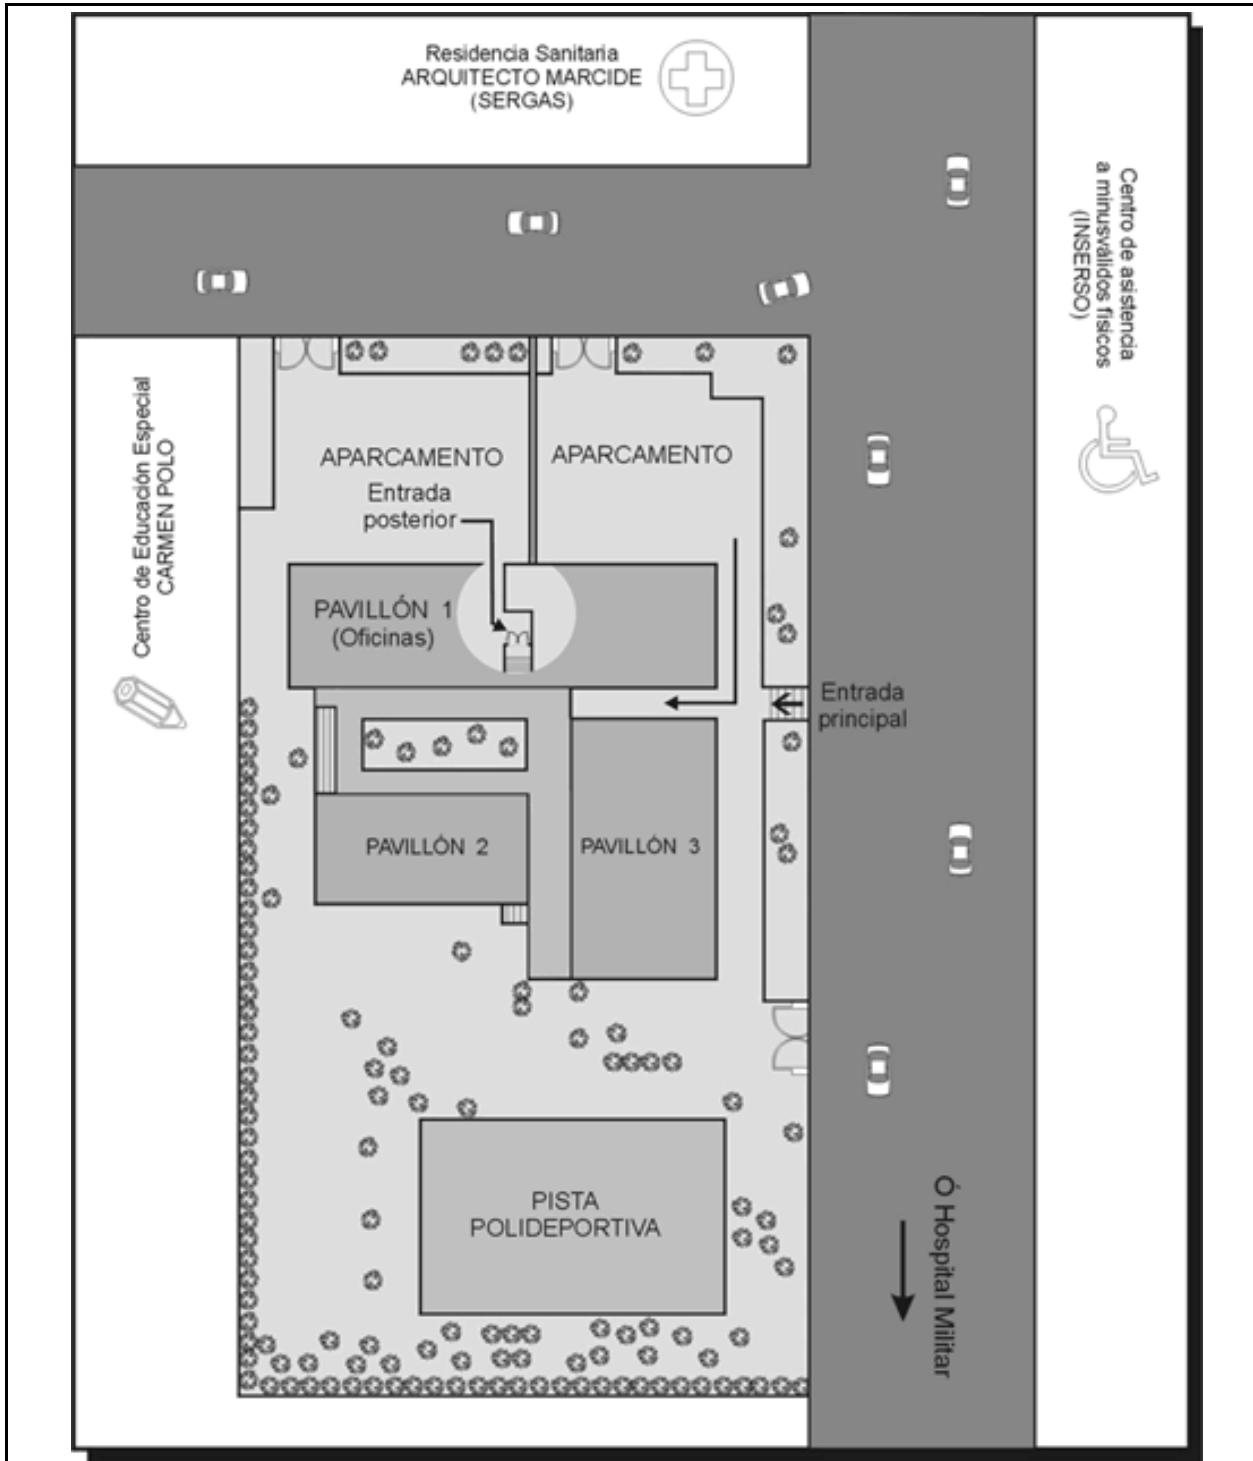 Residencia Sanitaria
ARQUITECTO MARCIDE
(SERGAS)
Centro de asistencia
a minusválidos físicos
(INSERSO)
Centro de Educación Especial
CARMEN POLO
APARCAMENTO
APARCAMENTO
Entrada
posterior
PAVILLÓN 1
(Oficinas)
Entrada
principal
PAVILLÓN 2
PAVILLÓN 3
PISTA
POLIDEPORTIVA
Ó Hospital Militar